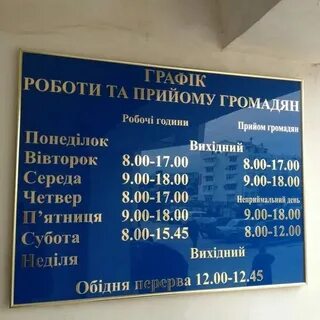 ГРАФІК
РОБОТИ ТА ПРИЙОМУ ГРОМАДЯН
Робочі години Прийом громадян
Понеділок Вихідний
Вівторок 8.00-17.00 8.00-17.00
Середа 9.00-18.00 9.00-18.00
Четвер 8.00-17.00 Неприймальний день
П’ятниця 9.00-18.00 9.00-18.00
Субота 8.00-15.45 8.00-12.00
Неділя Вихідний
Обідня перерва 12.00-12.45